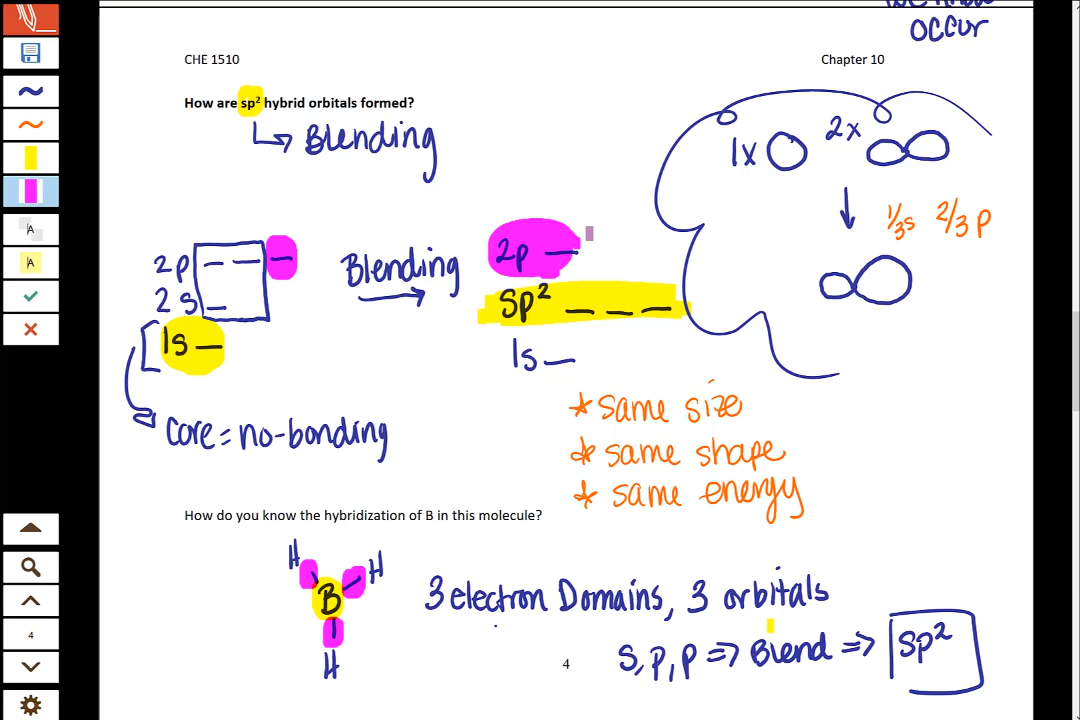 occur
CHE 1510
Chapter 10
How are sp² hybrid orbitals formed?
↳ Blending
1x
2x
1/3s 2/3 p
2p _ _ _
2s _
1s _
Blending
2p _
Sp² _ _ _
1s _
Core = no-bonding
* same size
* same shape
* same energy
How do you know the hybridization of B in this molecule?
H
H
B
H
3 electron Domains, 3 orbitals
S, P, P => Blend => Sp²
4
4